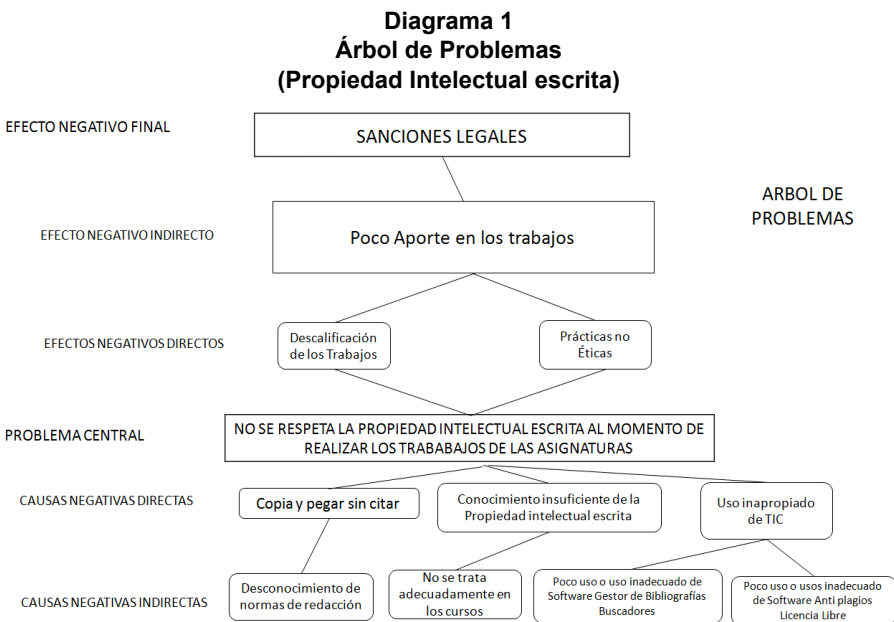 Diagrama 1
Árbol de Problemas
(Propiedad Intelectual escrita)
EFECTO NEGATIVO FINAL
SANCIONES LEGALES
ARBOL DE
PROBLEMAS
EFECTO NEGATIVO INDIRECTO
Poco Aporte en los trabajos
EFECTOS NEGATIVOS DIRECTOS
Descalificación
de los Trabajos
Prácticas no
Éticas
PROBLEMA CENTRAL
NO SE RESPETA LA PROPIEDAD INTELECTUAL ESCRITA AL MOMENTO DE
REALIZAR LOS TRABABAJOS DE LAS ASIGNATURAS
CAUSAS NEGATIVAS DIRECTAS
Copia y pegar sin citar
Conocimiento insuficiente de la
Propiedad intelectual escrita
Uso inapropiado
de TIC
CAUSAS NEGATIVAS INDIRECTAS
Desconocimiento de
normas de redacción
No se trata
adecuadamente en
los cursos
Poco uso o uso inadecuado de
Software Gestor de Bibliografías
Buscadores
Poco uso o usos inadecuado
de Software Anti plagios
Licencia Libre